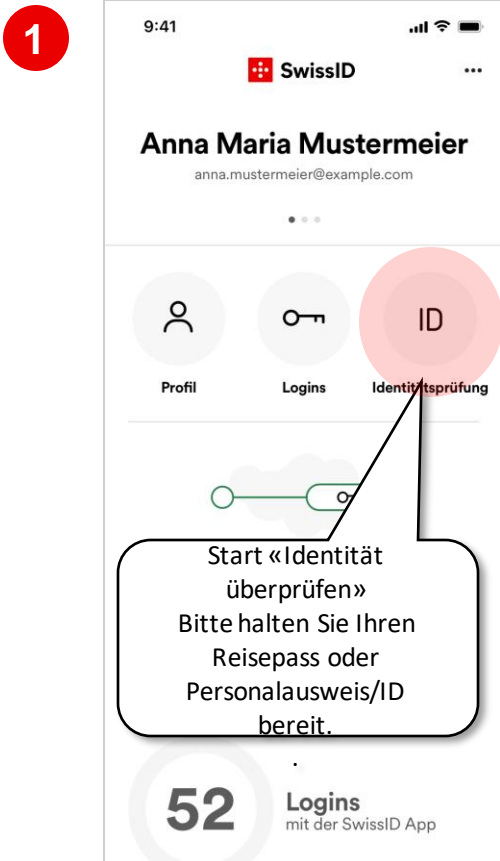 1
9:41
SwissID
Anna Maria Mustermeier
anna.mustermeier@example.com
ID
Profil
Logins
Identitätsprüfung
Start «Identität
überprüfen»
Bitte halten Sie Ihren
Reisepass oder
Personalausweis/ID
bereit.
.
52
Logins
mit der SwissID App